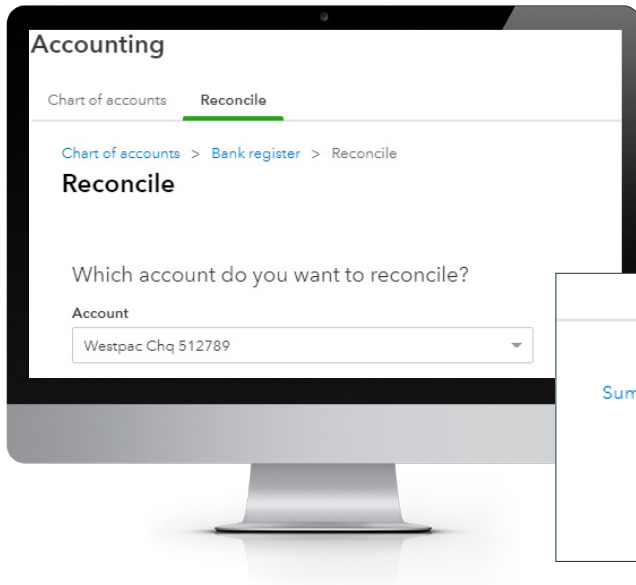 Accounting
Chart of accounts Reconcile
Chart of accounts > Bank register > Reconcile
Reconcile
Which account do you want to reconcile?
Account
Westpac Chq 512789
Sum